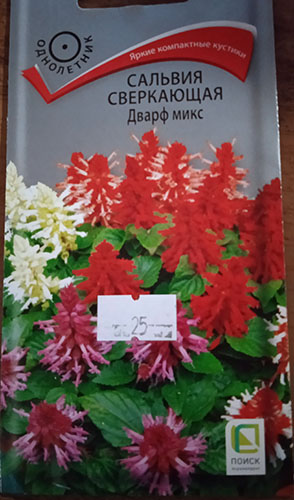 ОДНОЛЕТНИК
Яркие компактные кустики
САЛЬВИЯ
СВЕРКАЮЩАЯ
Дварф микс
25
ПОИСК